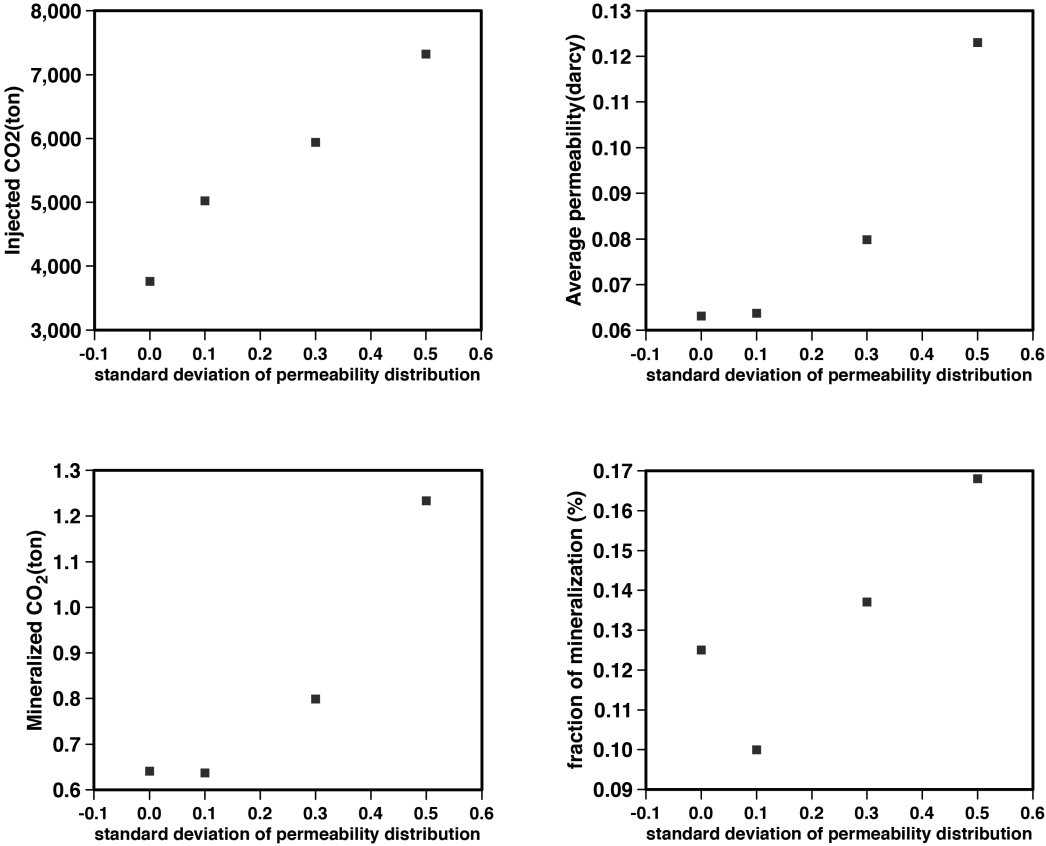 8,000
7,000
6,000
5,000
4,000
3,000
Injected CO2(ton)
-0.1 0.0 0.1 0.2 0.3 0.4 0.5 0.6
standard deviation of permeability distribution
0.13
0.12
0.11
0.10
0.09
0.08
0.07
0.06
Average permeability(darcy)
-0.1 0.0 0.1 0.2 0.3 0.4 0.5 0.6
standard deviation of permeability distribution
1.3
1.2
1.1
1.0
0.9
0.8
0.7
0.6
Mineralized CO₂(ton)
-0.1 0.0 0.1 0.2 0.3 0.4 0.5 0.6
standard deviation of permeability distribution
0.17
0.16
0.15
0.14
0.13
0.12
0.11
0.10
0.09
fraction of mineralization (%)
-0.1 0.0 0.1 0.2 0.3 0.4 0.5 0.6
standard deviation of permeability distribution